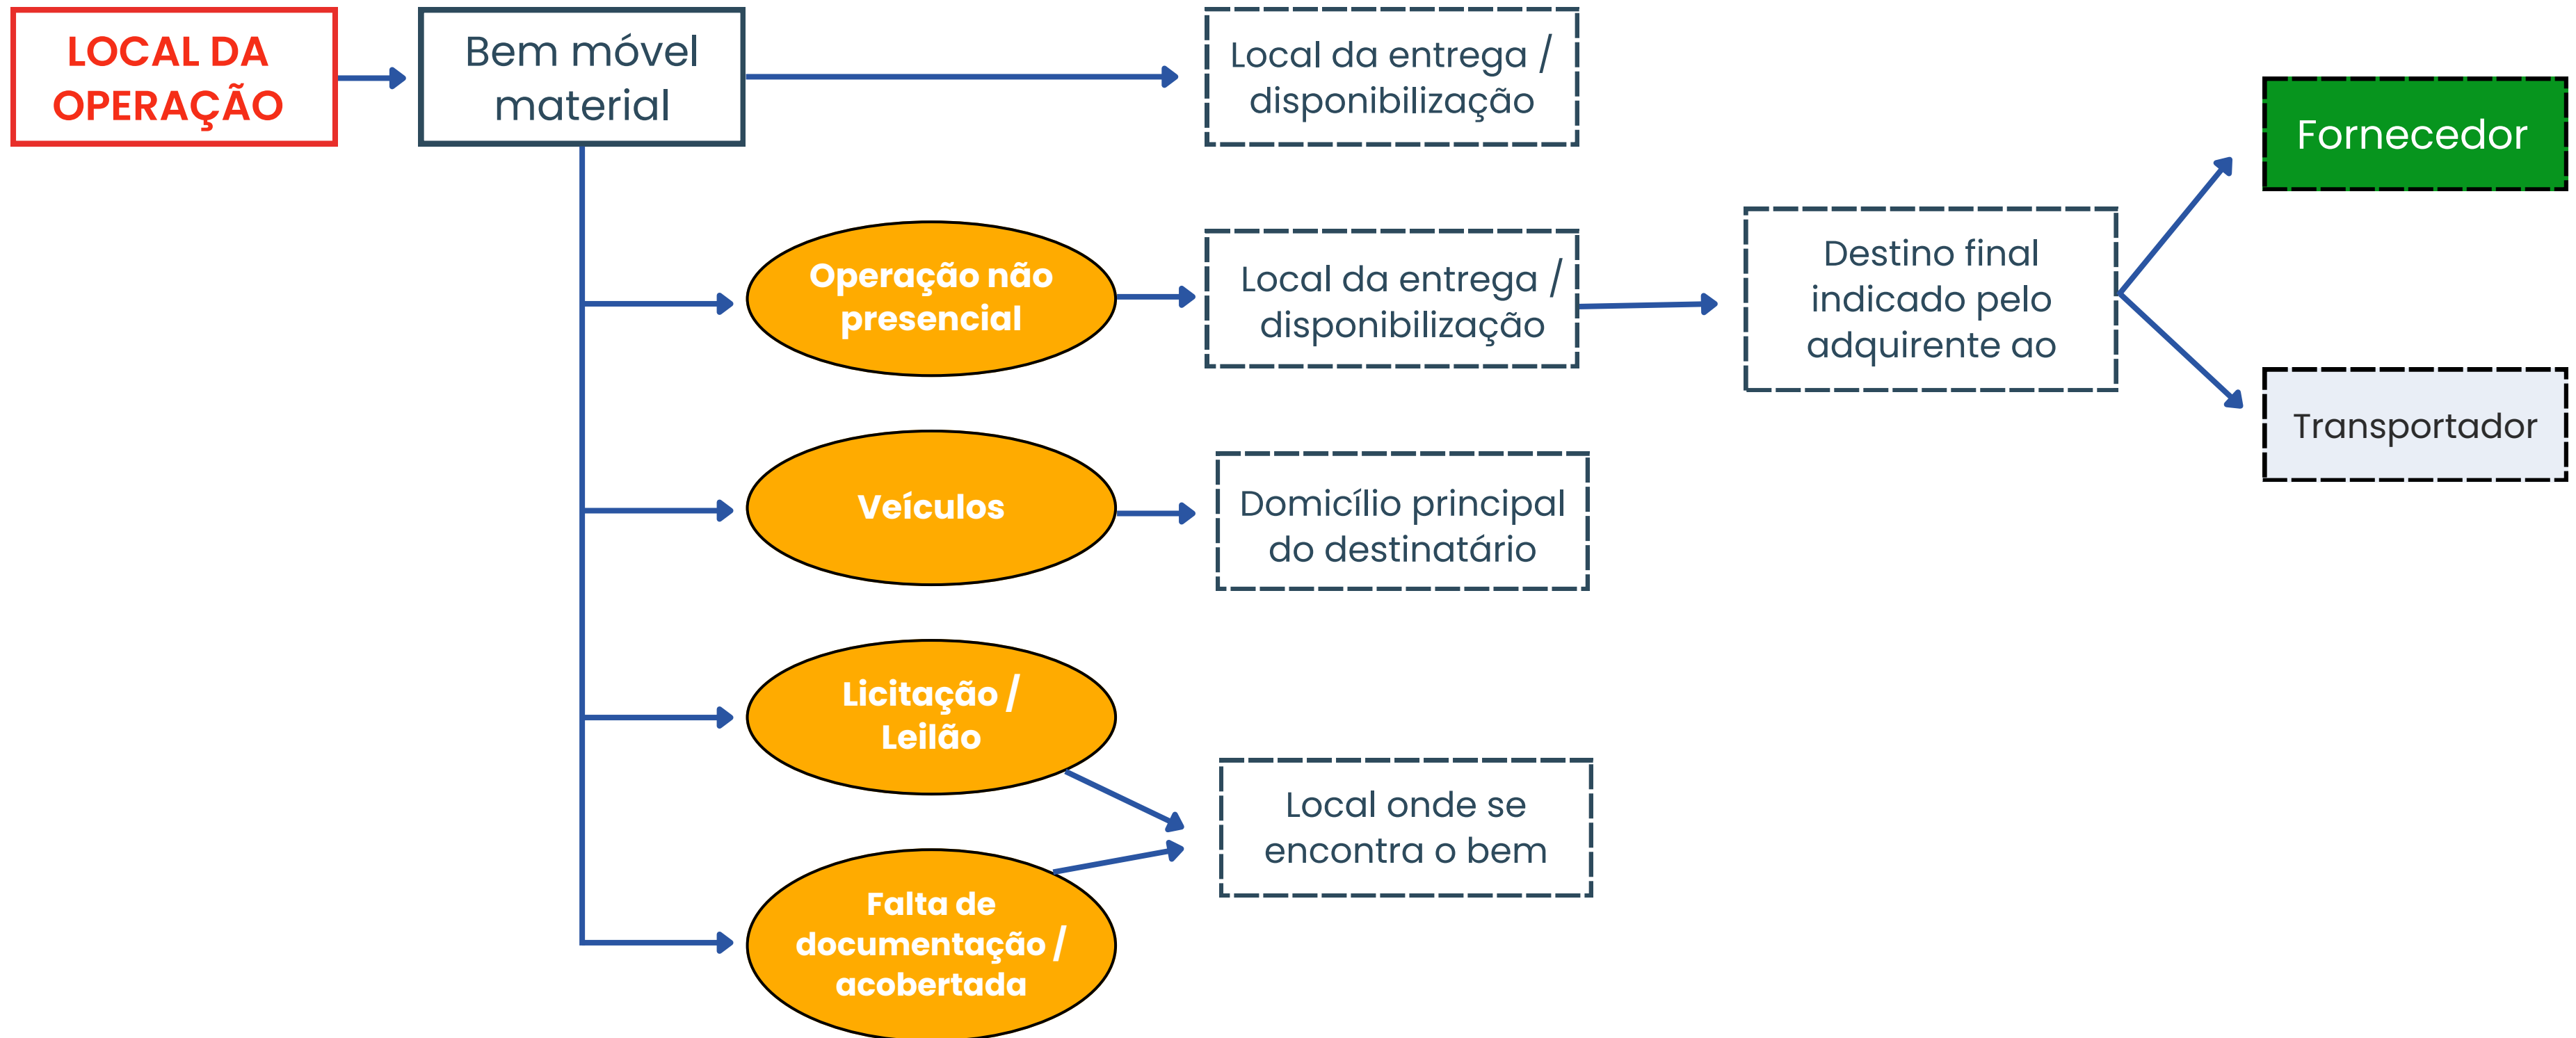 LOCAL DA
OPERAÇÃO
Bem móvel
material
Local da entrega /
disponibilização
Fornecedor
Operação não
presencial
Local da entrega /
disponibilização
Destino final
indicado pelo
adquirente ao
Transportador
Veículos
Domicílio principal
do destinatário
Licitação /
Leilão
Local onde se
encontra o bem
Falta de
documentação /
acobertada